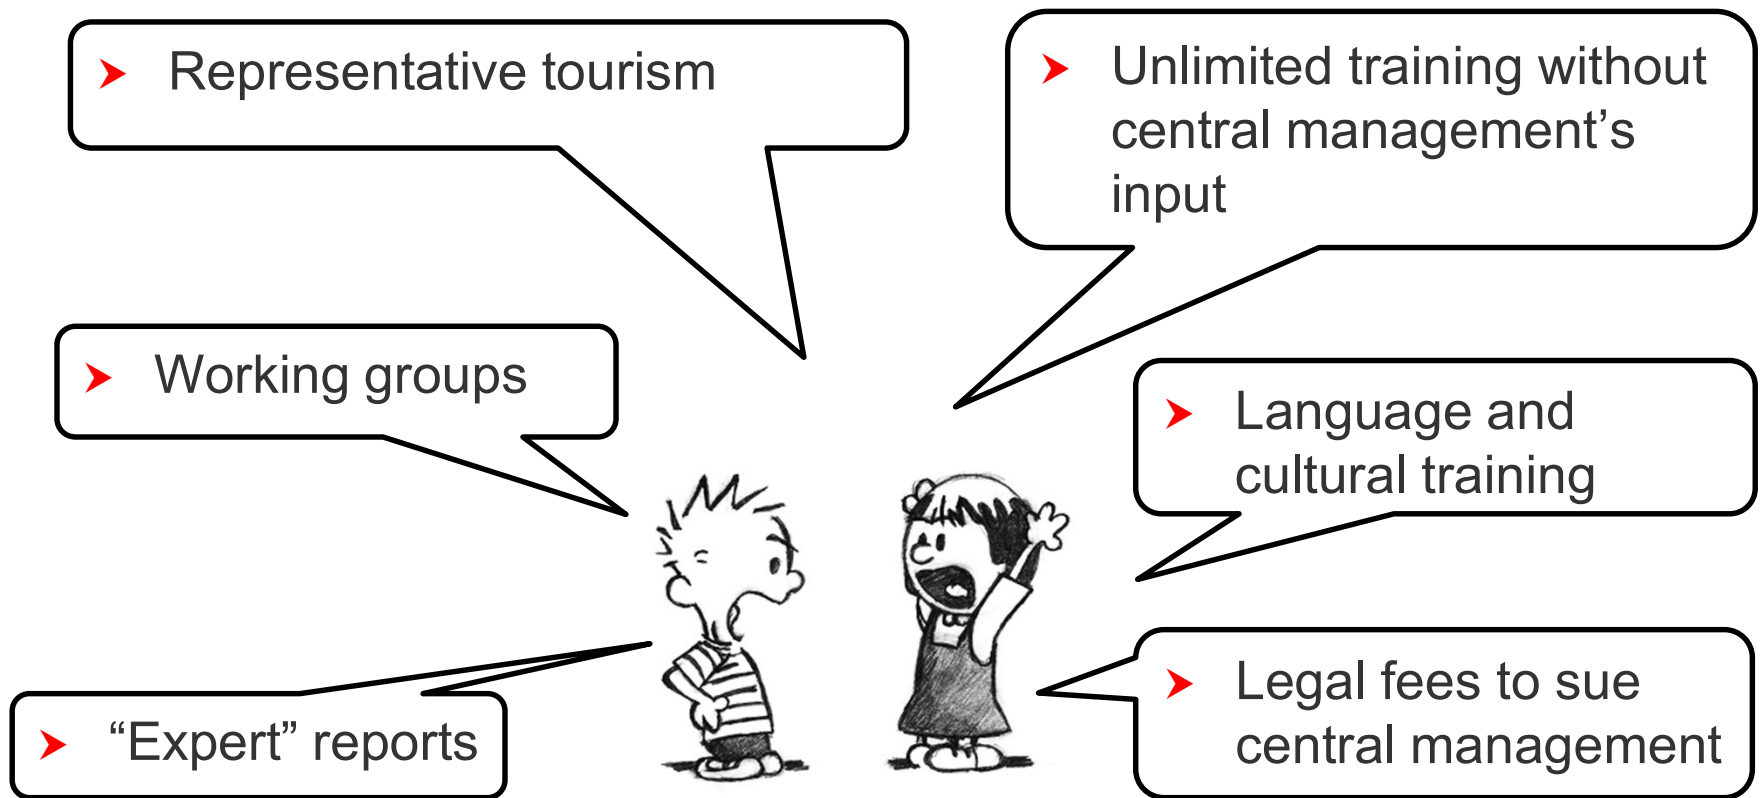 Representative tourism
Unlimited training without
central management’s
input
Working groups
Language and
cultural training
“Expert” reports
Legal fees to sue
central management